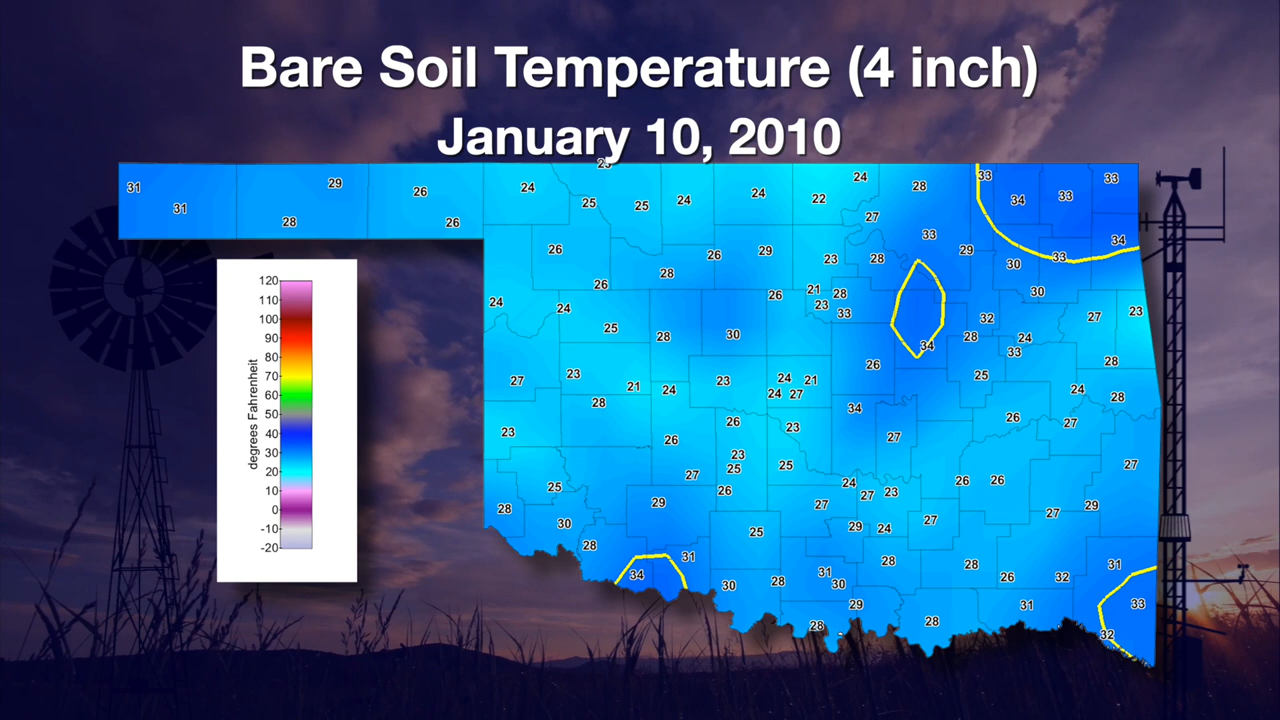 Bare Soil Temperature (4 inch)
January 10, 2010
23
31 29 26 24 25 25 24 24 22 24 28 33 34 33 33
31 28 26 27 33
26 26 29 23 28 29 30 33 34
28 26 26 21 28 30
24 24 23 33 32 27 23
25 28 30 34 28 24 33 28
27 23 21 24 23 24 21 26 25 24 28
28 24 27 34
23 26 26 23 27 26 27
23 25 25 27
25 27 26 24 27 23 26 26
28 30 29 27 27 27 29
25 29 24
28 31 28 28 31
34 30 28 31 30 26 32 33
28 29 28 31 32
degrees Fahrenheit
120
110
100
90
80
70
60
50
40
30
20
10
0
-10
-20